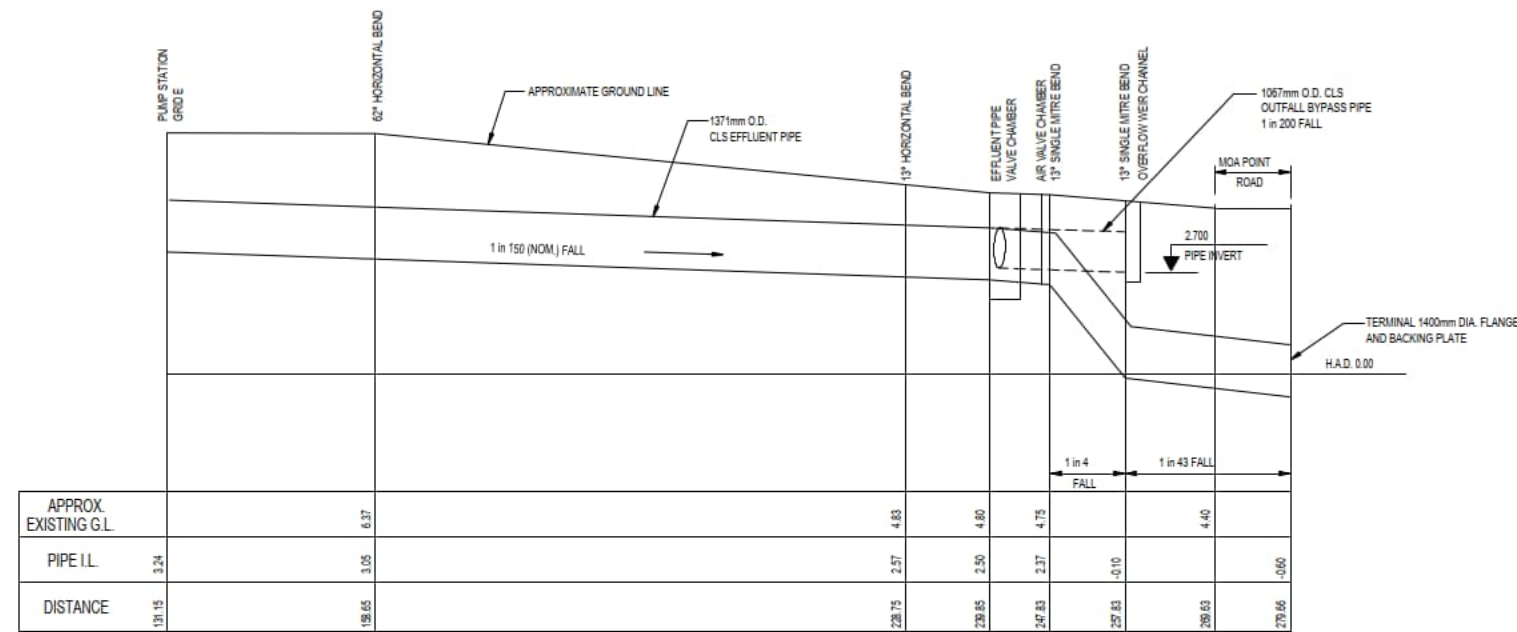 PUMP STATION
GRID E
62° HORIZONTAL BEND
13° HORIZONTAL BEND
EFFLUENT PIPE
VALVE CHAMBER
AIR VALVE CHAMBER
13° SINGLE MITRE BEND
13° SINGLE MITRE BEND
OVERFLOW WEIR CHANNEL
APPROXIMATE GROUND LINE
1371mm O.D.
CLS EFFLUENT PIPE
1067mm O.D. CLS
OUTFALL BYPASS PIPE
1 in 200 FALL
MOA POINT
ROAD
1 in 150 (NOM.) FALL
2.700
PIPE INVERT
TERMINAL 1400mm DIA. FLANGE
AND BACKING PLATE
H.A.D. 0.00
1 in 4
FALL
1 in 43 FALL
APPROX.
EXISTING G.L.
6.37
4.83
4.80
4.75
4.40
PIPE I.L.
3.24
3.05
2.57
2.50
2.37
-0.10
-0.60
DISTANCE
131.15
158.65
228.75
239.85
247.83
257.83
269.63
279.66